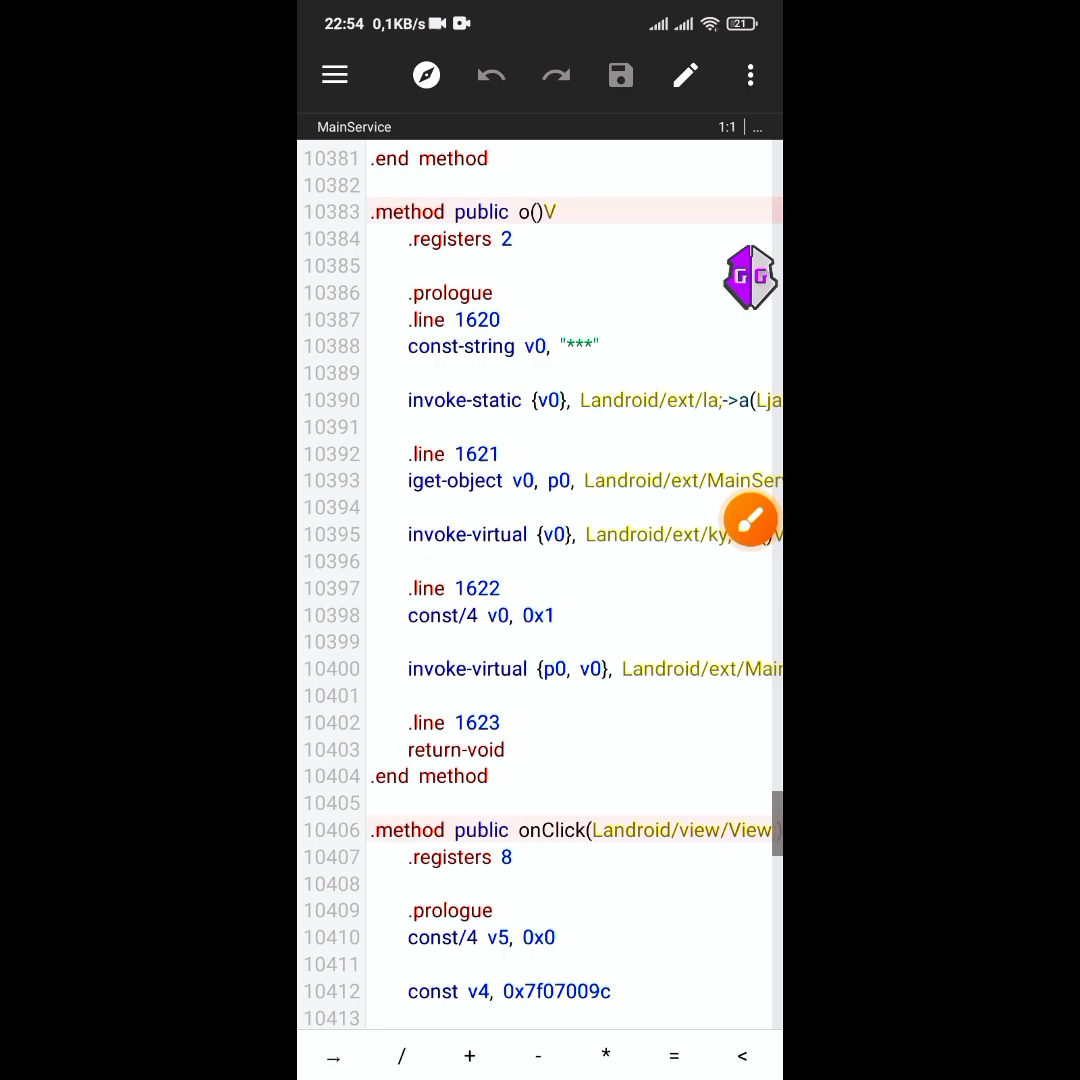 22:54 0,1KB/s 21
MainService 1:1 ...
10381 .end method
10382
10383 .method public o()V
10384 .registers 2
10385
10386 .prologue
10387 .line 1620
10388 const-string v0, "***"
10389
10390 invoke-static {v0}, Landroid/ext/la;->a(Lja
10391
10392 .line 1621
10393 iget-object v0, p0, Landroid/ext/MainSer
10394
10395 invoke-virtual {v0}, Landroid/ext/ky
10396
10397 .line 1622
10398 const/4 v0, 0x1
10399
10400 invoke-virtual {p0, v0}, Landroid/ext/Mai
10401
10402 .line 1623
10403 return-void
10404 .end method
10405
10406 .method public onClick(Landroid/view/View
10407 .registers 8
10408
10409 .prologue
10410 const/4 v5, 0x0
10411
10412 const v4, 0x7f07009c
10413
→ / + - * = <
GG